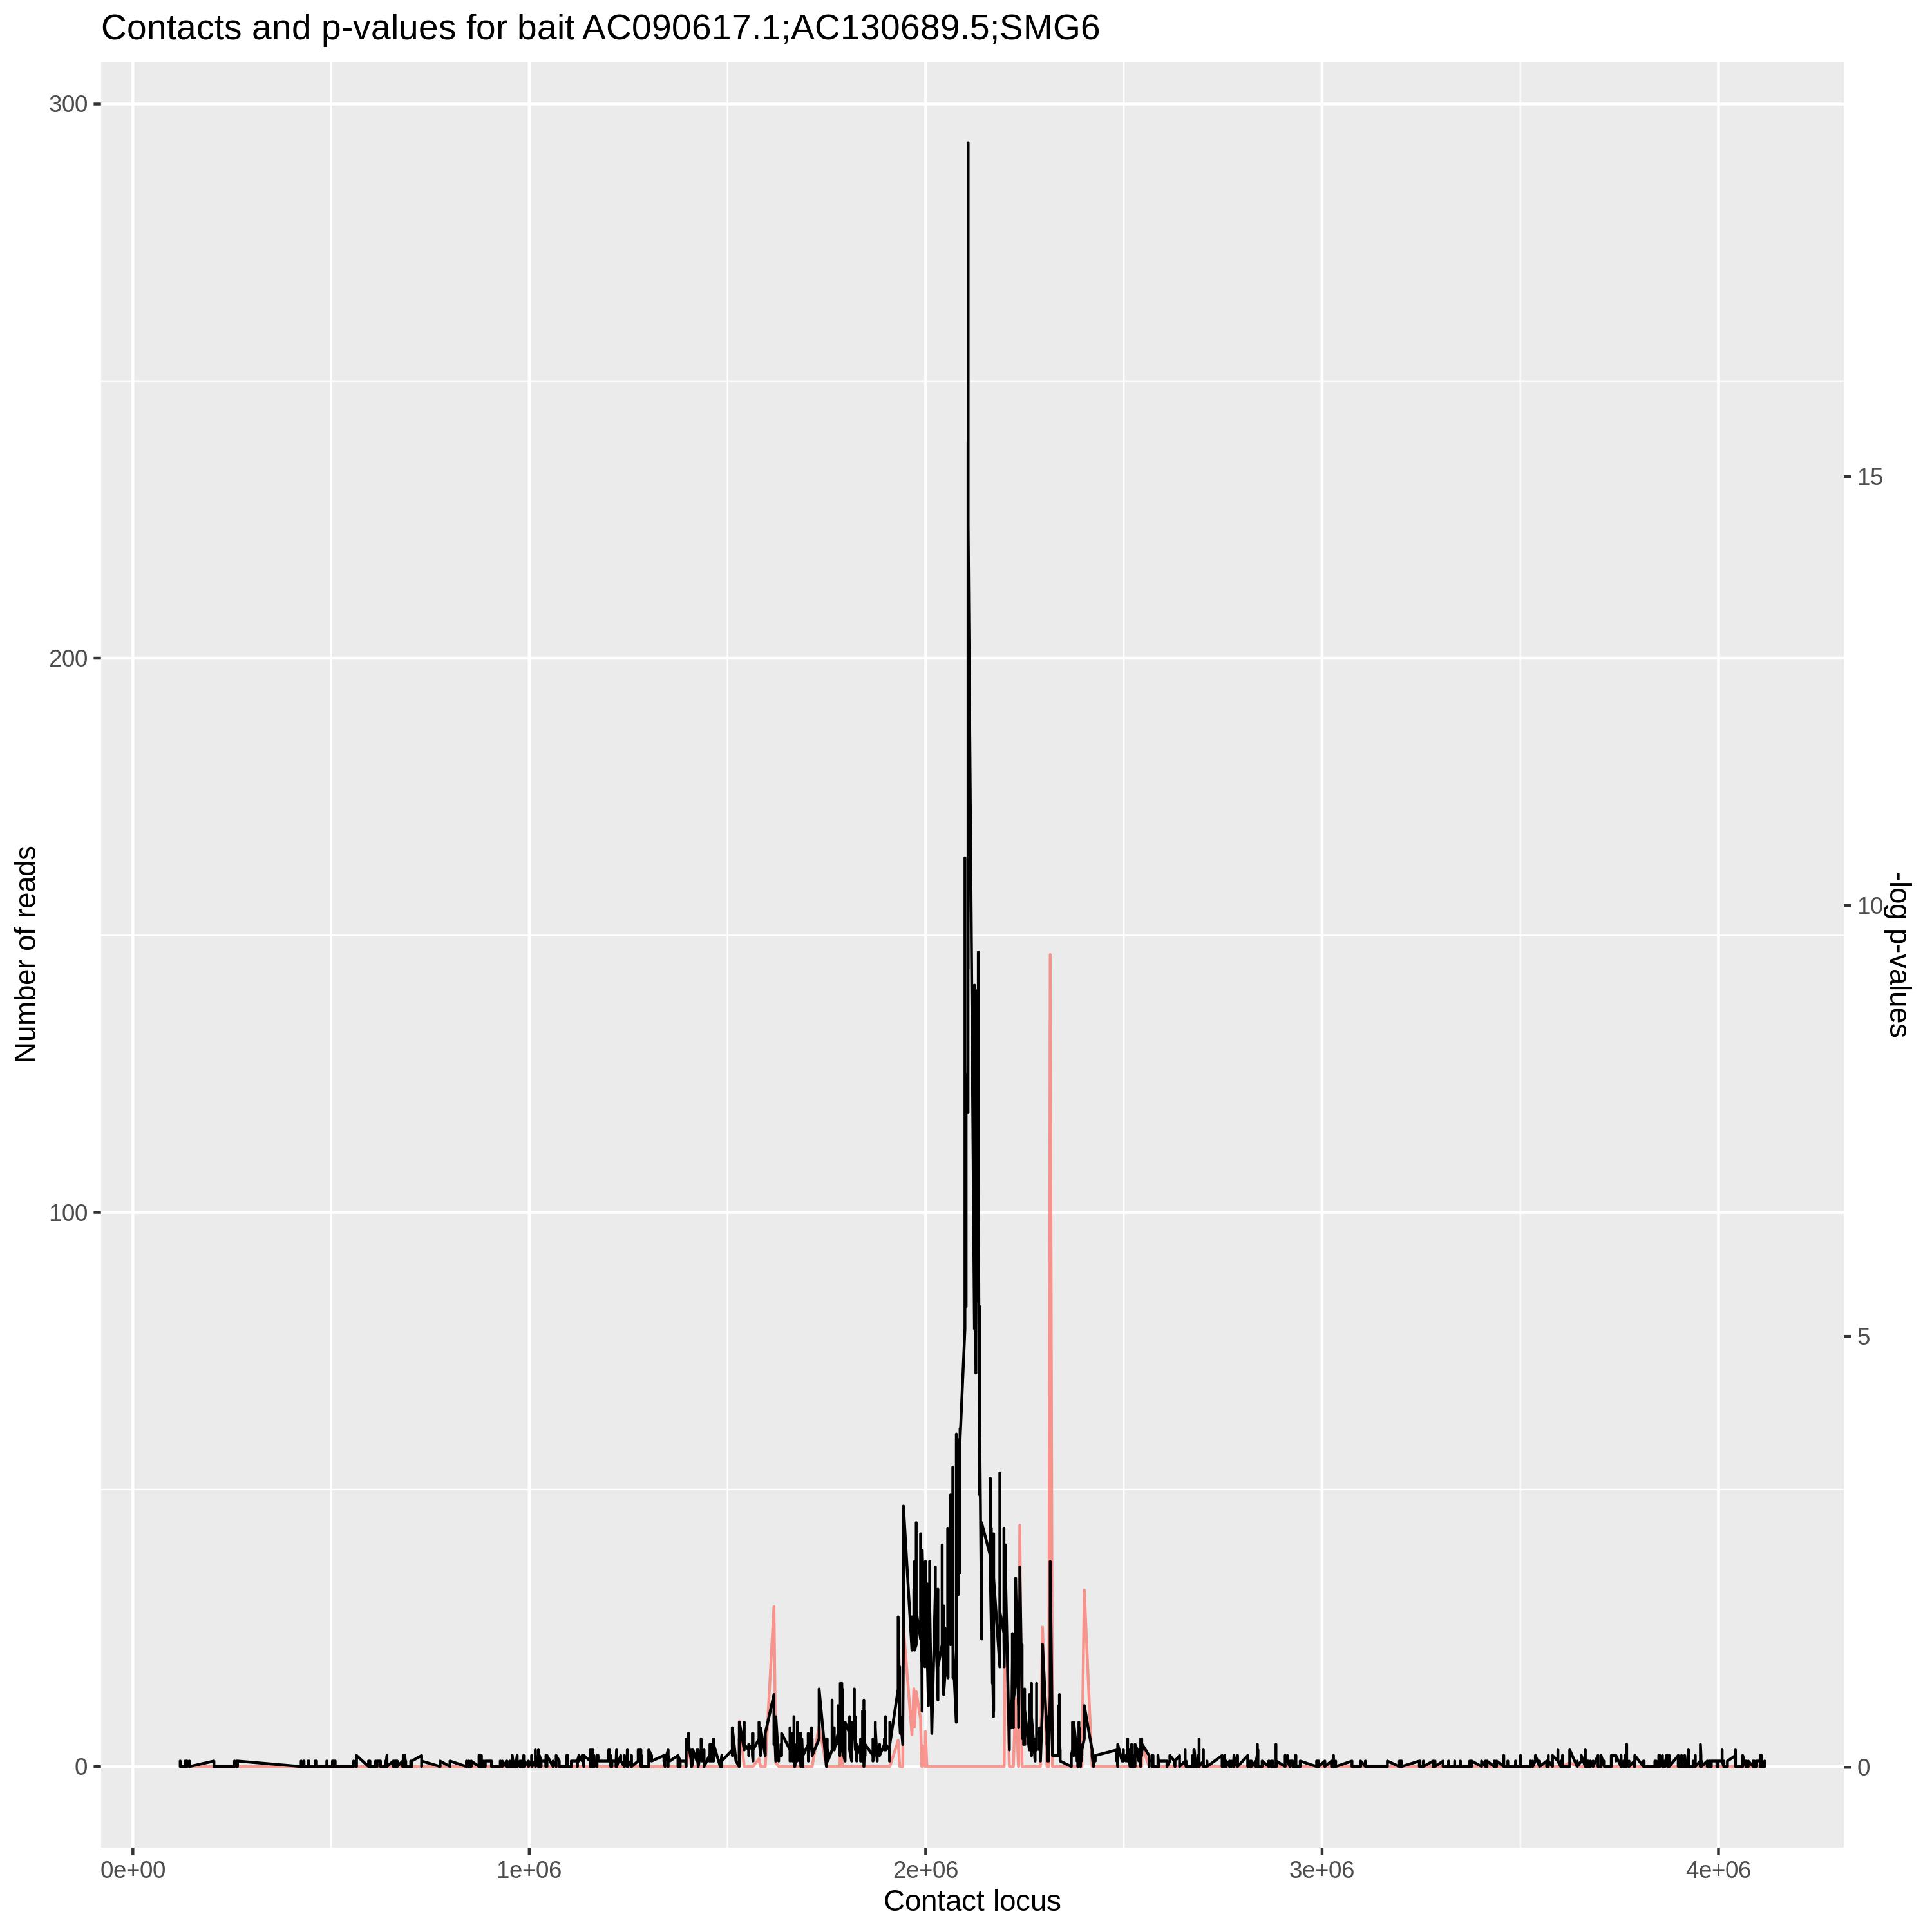 Contacts and p-values for bait AC090617.1;AC130689.5;SMG6
300
200
100
0
Number of reads
15
10
5
0
-log p-values
0e+00 1e+06 2e+06 3e+06 4e+06
Contact locus